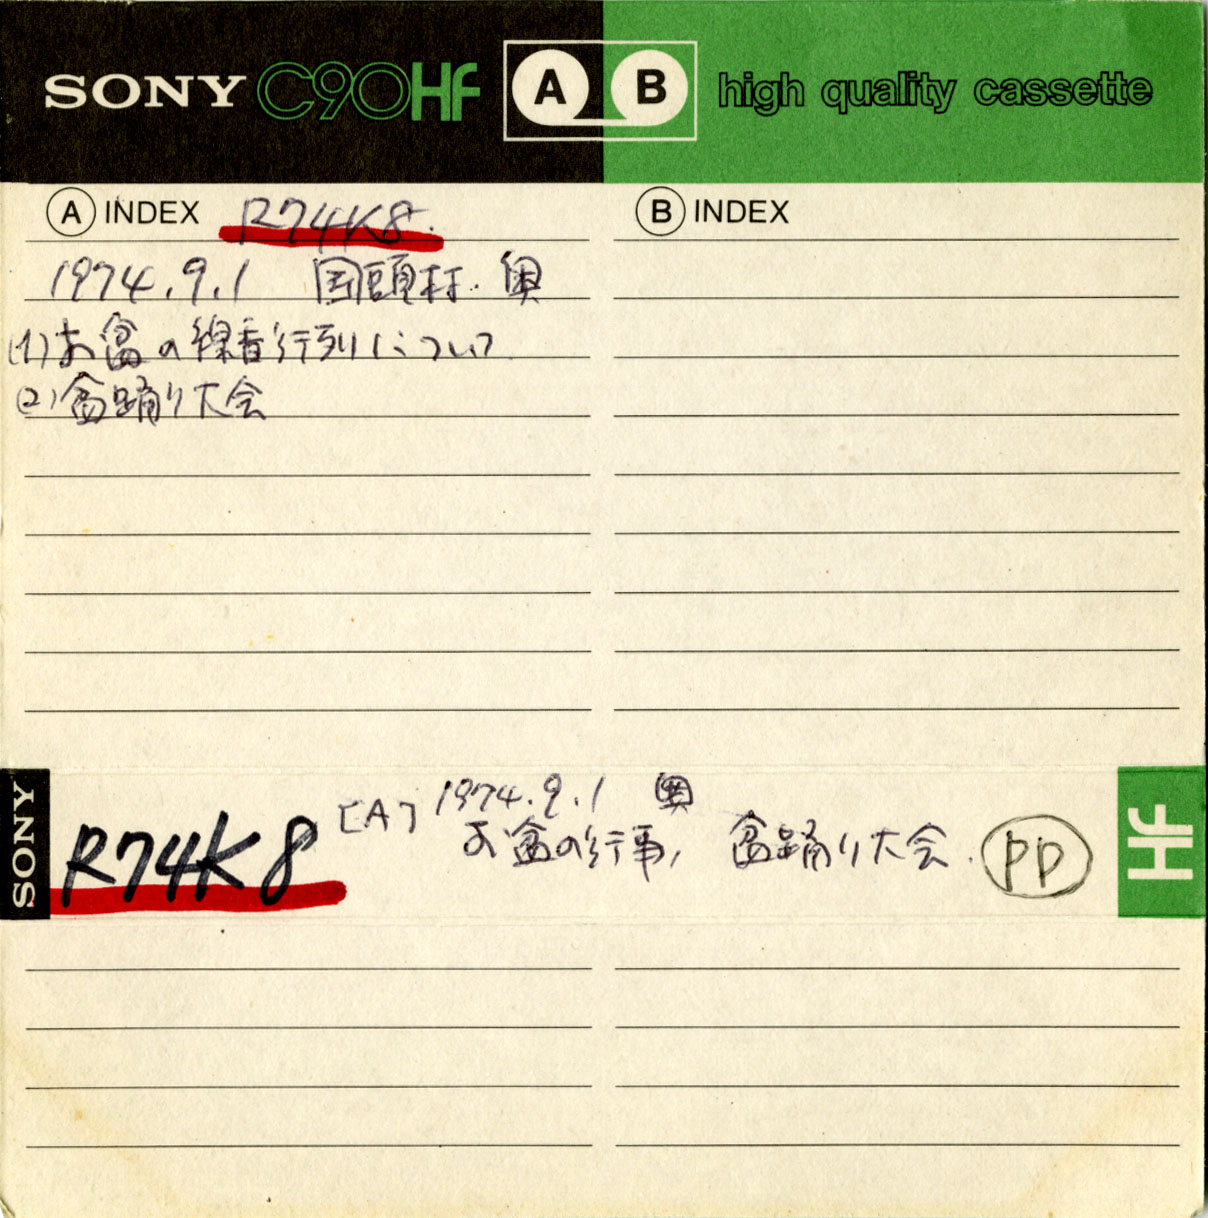 SONY C90Hf A B high quality cassette
A INDEX R74K8.
B INDEX
1974.9.1 国頭村 奥
(1)お盆の線香行列について
(2)盆踊り大会
SONY
R74K8
[A] 1974.9.1 奥
お盆の行事, 盆踊り大会.
PP
Hf